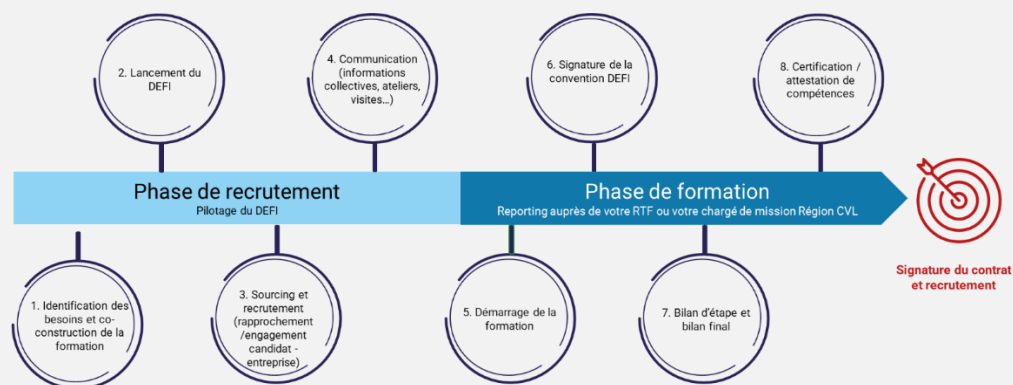 2. Lancement du
DEFI
4. Communication
(informations
collectives, ateliers,
visites...)
6. Signature de la
convention DEFI
8. Certification /
attestation de
compétences
Phase de recrutement
Pilotage du DEFI
Phase de formation
Reporting auprès de votre RTF ou votre chargé de mission Région CVL
Signature du contrat
et recrutement
1. Identification des
besoins et co-
construction de la
formation
3. Sourcing et
recrutement
(rapprochement
/engagement
candidat -
entreprise)
5. Démarrage de la
formation
7. Bilan d'étape et
bilan final